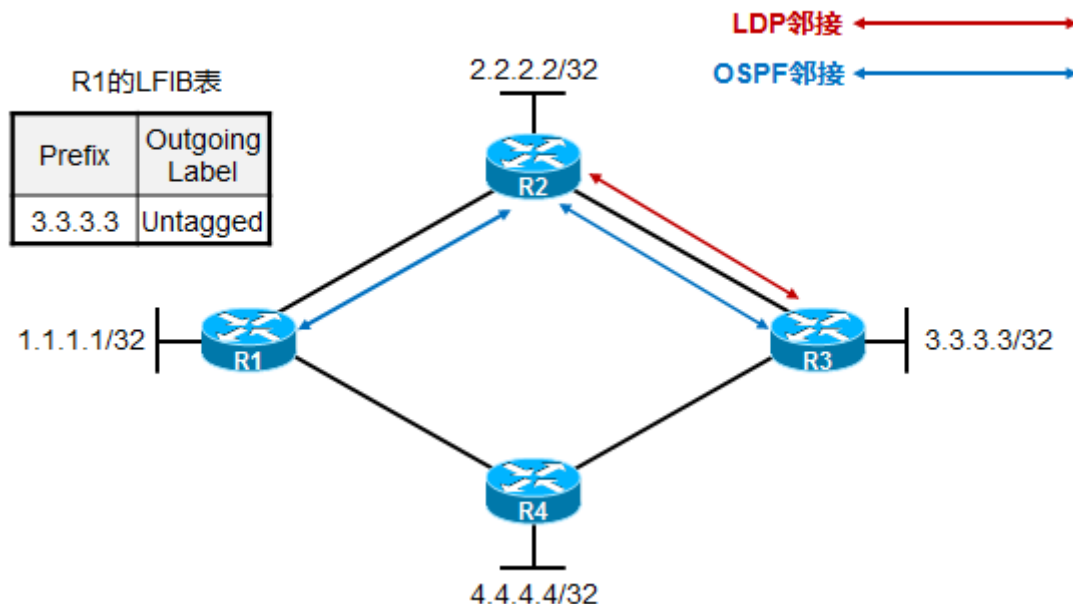 LDP邻接
OSPF邻接
R1的LFIB表
Prefix
Outgoing
Label
3.3.3.3
Untagged
2.2.2.2/32
R2
1.1.1.1/32
R1
R3
3.3.3.3/32
R4
4.4.4.4/32